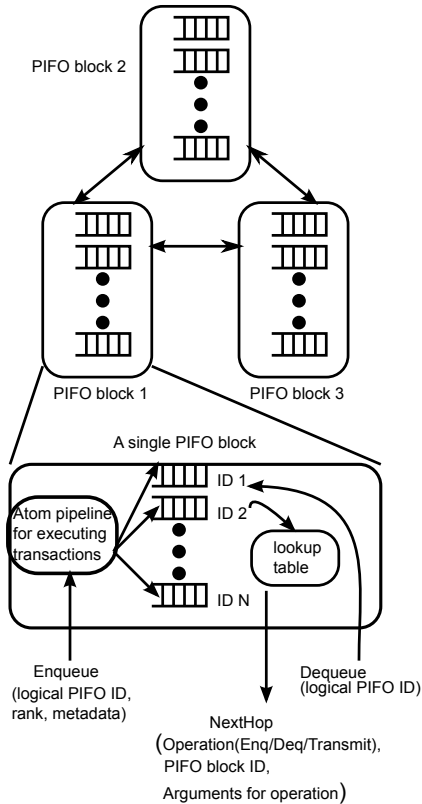 PIFO block 2
PIFO block 1
PIFO block 3
A single PIFO block
Atom pipeline
for executing
transactions
ID 1
ID 2
ID N
lookup
table
Enqueue
(logical PIFO ID,
rank, metadata)
Dequeue
(logical PIFO ID)
NextHop
(Operation(Enq/Deq/Transmit),
PIFO block ID,
Arguments for operation)